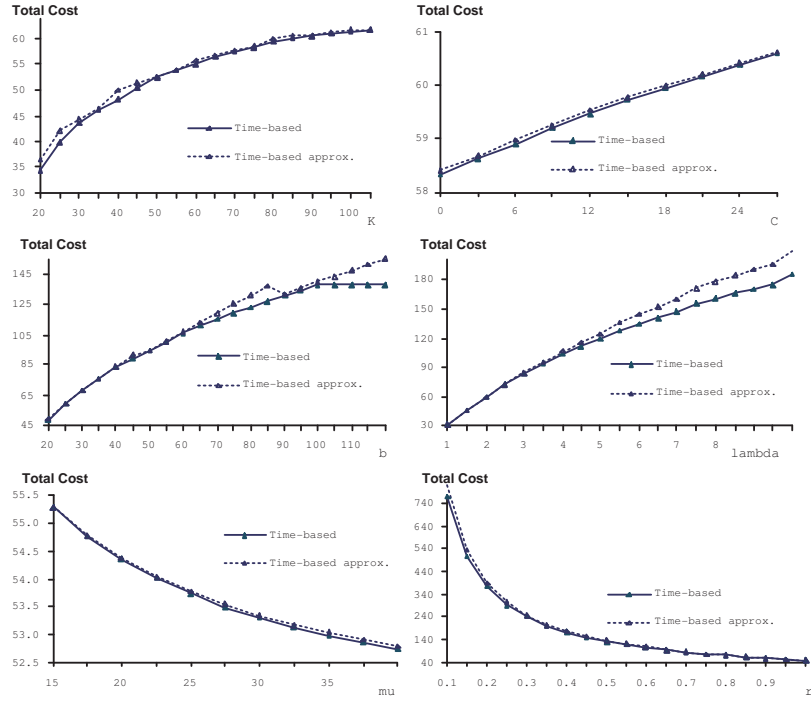 Total Cost
60
55
50
45
40
35
30
Time-based
Time-based approx.
20 30 40 50 60 70 80 90 100
K
Total Cost
61
60
59
58
Time-based
Time-based approx.
0 6 12 18 24
C
Total Cost
145
125
105
85
65
45
Time-based
Time-based approx.
20 30 40 50 60 70 80 90 100 110
b
Total Cost
180
150
120
90
60
30
Time-based
Time-based approx.
1 2 3 4 5 6 7 8
lambda
Total Cost
55.5
55.0
54.5
54.0
53.5
53.0
52.5
Time-based
Time-based approx.
15 20 25 30 35
mu
Total Cost
740
640
540
440
340
240
140
40
Time-based
Time-based approx.
0.1 0.2 0.3 0.4 0.5 0.6 0.7 0.8 0.9